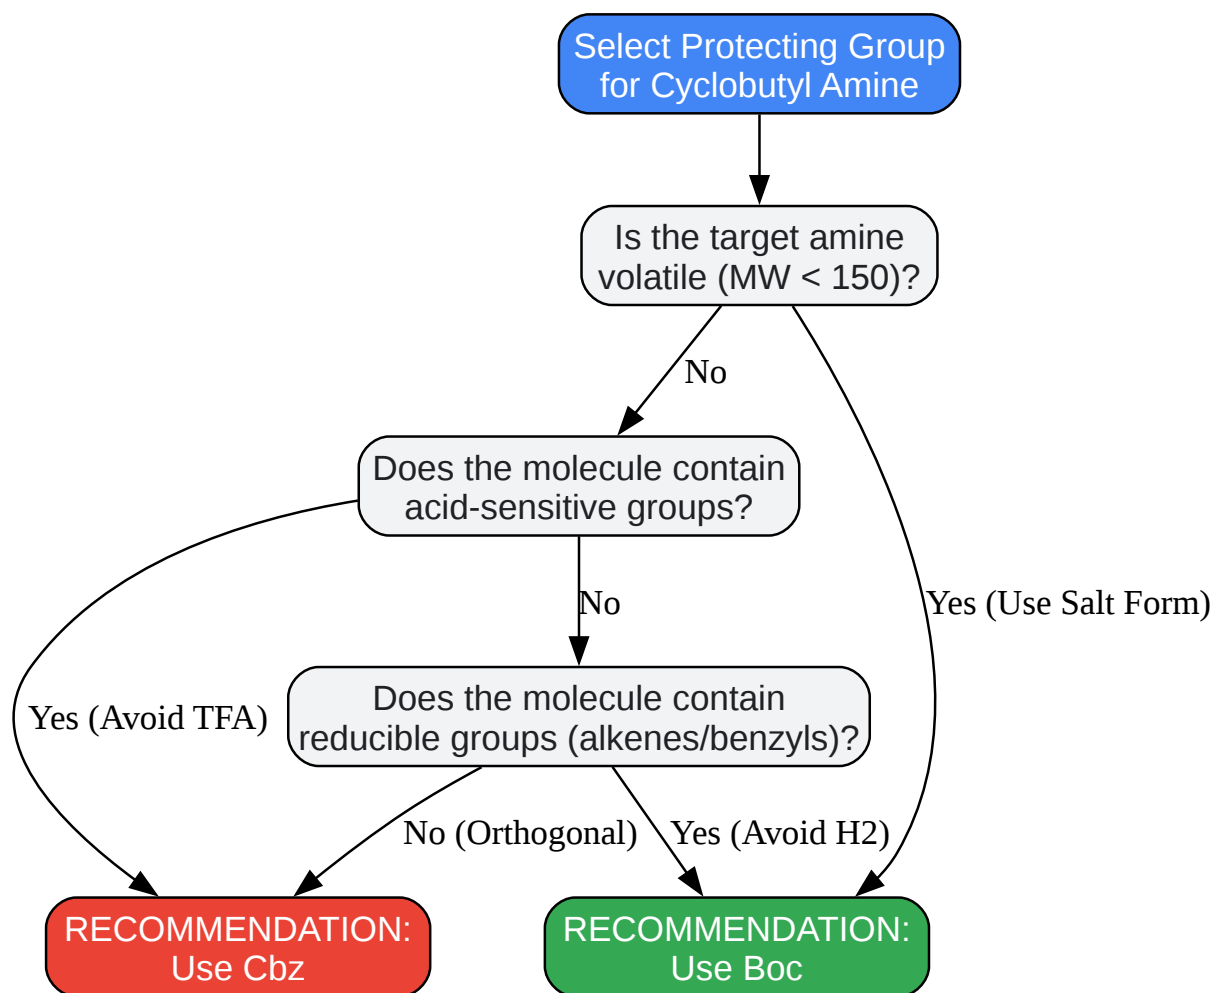 Select Protecting Group
for Cyclobutyl Amine
Is the target amine
volatile (MW < 150)?
No
Does the molecule contain
acid-sensitive groups?
No
Yes (Use Salt Form)
Does the molecule contain
reducible groups (alkenes/benzyls)?
Yes (Avoid TFA)
No (Orthogonal)
Yes (Avoid H2)
RECOMMENDATION:
Use Cbz
RECOMMENDATION:
Use Boc